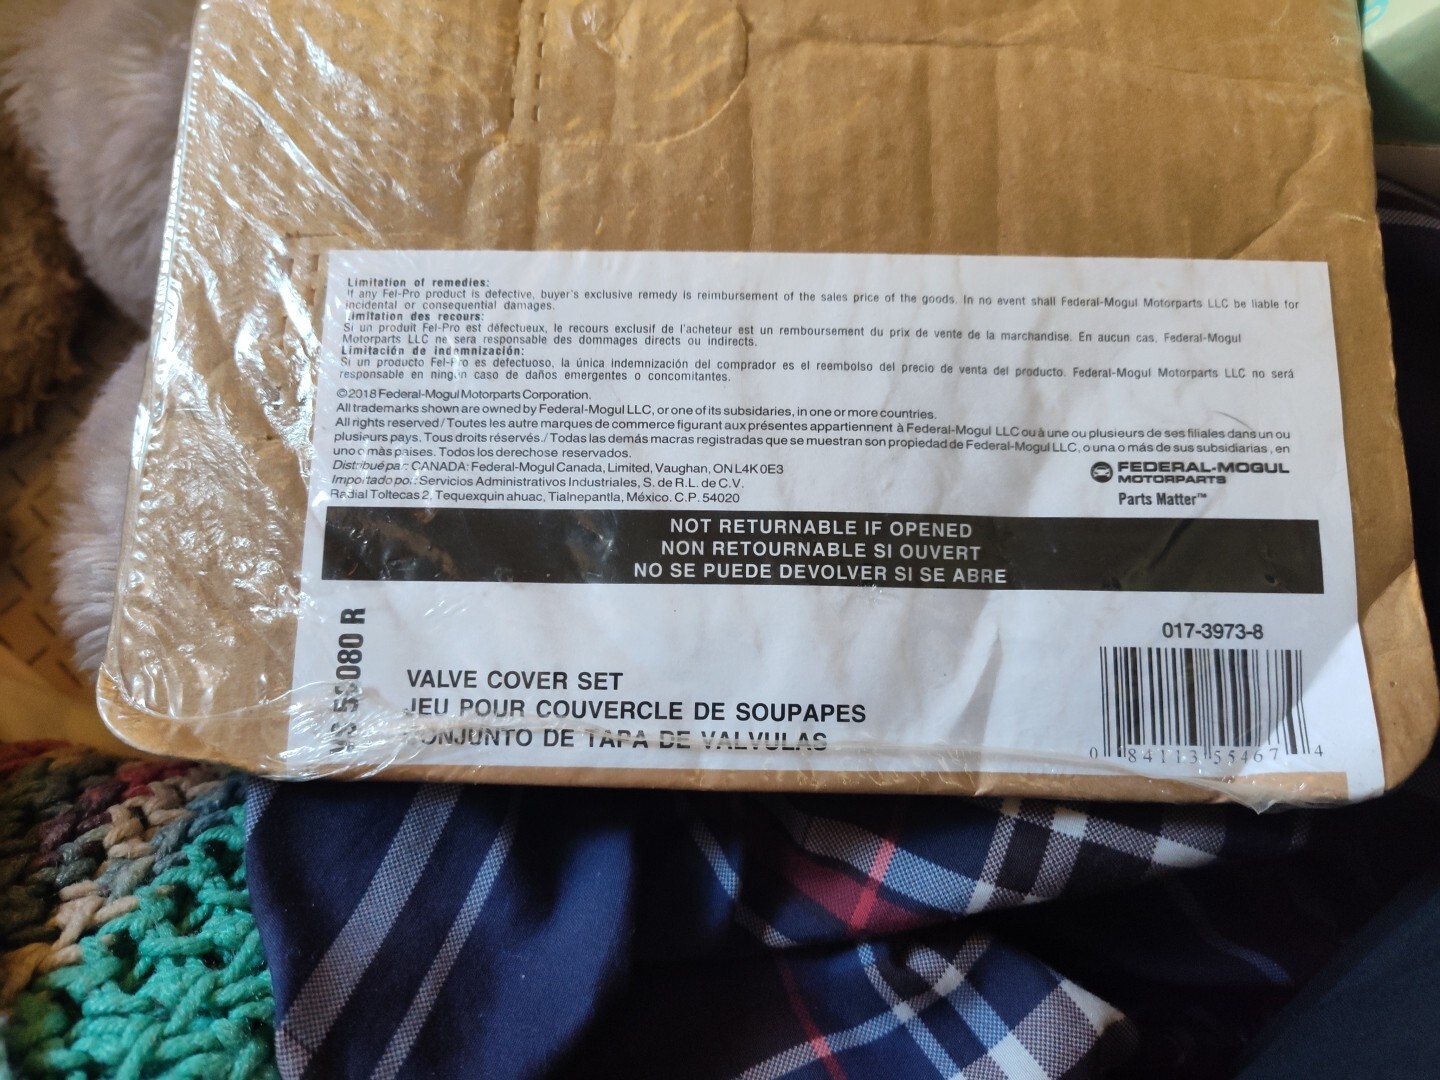 Limitation of remedies:
If any Fel-Pro product is defective, buyer's exclusive remedy is reimbursement of the sales price of the goods. In no event shall Federal-Mogul Motorparts LLC be liable for
incidental or consequential damages.
Limitation des recours:
Si un produit Fel-Pro est défectueux, le recours exclusif de l'acheteur est un remboursement du prix de vente de la marchandise. En aucun cas, Federal-Mogul
Motorparts LLC ne sera responsable des dommages directs ou indirects.
Limitación de indemnización:
Si un producto Fel-Pro es defectuoso, la única indemnización del comprador es el reembolso del precio de venta del producto. Federal-Mogul Motorparts LLC no será
responsable en ningun caso de daños emergentes o concomitantes.
©2018 Federal-Mogul Motorparts Corporation.
All trademarks shown are owned by Federal-Mogul LLC, or one of its subsidaries, in one or more countries.
All rights reserved / Toutes les autre marques de commerce figurant aux présentes appartiennent à Federal-Mogul LLC ou à une ou plusieurs de ses filiales dans un ou
plusieurs pays. Tous droits réservés. / Todas las demás macras registradas que se muestran son propiedad de Federal-Mogul LLC, o una o más de sus subsidiarias, en
uno o màs paises. Todos los derechose reservados.
Distribué par: CANADA: Federal-Mogul Canada, Limited, Vaughan, ON L4K 0E3
Importado por: Servicios Administrativos Industriales, S. de R.L. de C.V.
Radial Toltecas 2, Tequexquinahuac, Tlalnepantla, México. C.P. 54020
FEDERAL-MOGUL
MOTORPARTS
Parts Matter™
NOT RETURNABLE IF OPENED
NON RETOURNABLE SI OUVERT
NO SE PUEDE DEVOLVER SI SE ABRE
080 R
VALVE COVER SET
JEU POUR COUVERCLE DE SOUPAPES
CONJUNTO DE TAPA DE VALVULAS
017-3973-8
0 84113 55467 4